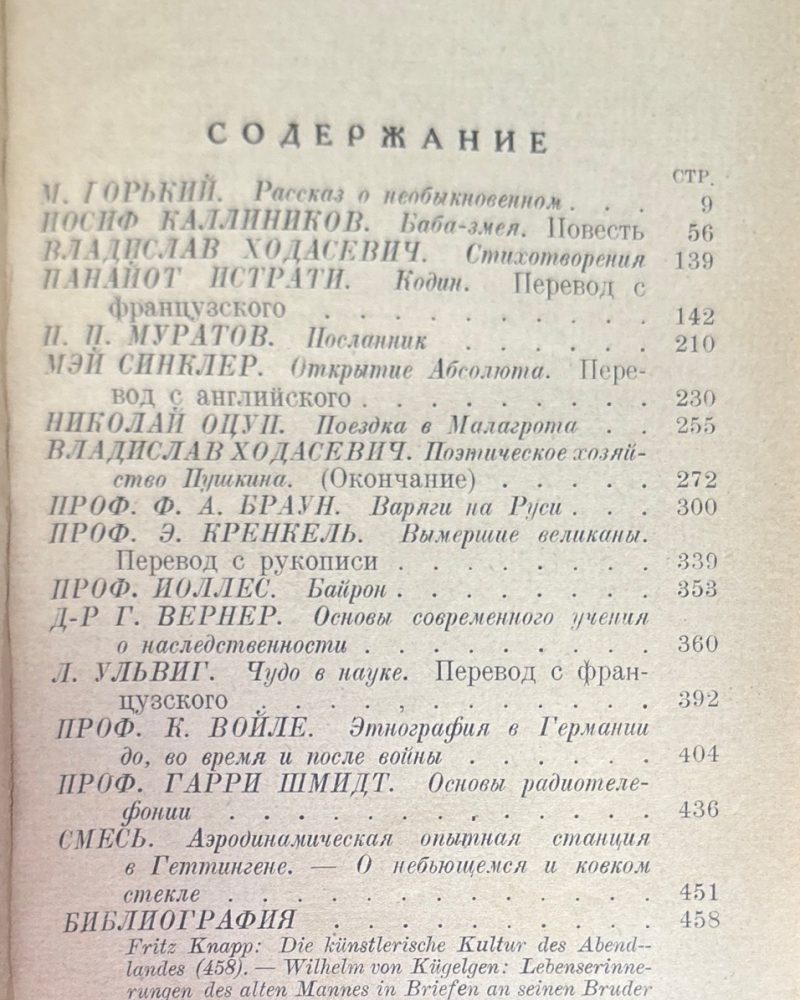 СОДЕРЖАНИЕ
СТР.
М. ГОРЬКИЙ. Рассказ о необыкновенном . . . 9
ИОСИФ КАЛЛИНИКОВ. Баба-змея. Повесть 56
ВЛАДИСЛАВ ХОДАСЕВИЧ. Стихотворения 139
ПАНАЙОТ ИСТРАТИ. Кодин. Перевод с
французского . . . . . . . . . . 142
П. П. МУРАТОВ. Посланник . . . . . . 210
МЭЙ СИНКЛЕР. Открытие Абсолюта. Пере-
вод с английского . . . . . . . . . 230
НИКОЛАЙ ОЦУП. Поездка в Малагрота . . 255
ВЛАДИСЛАВ ХОДАСЕВИЧ. Поэтическое хозяй-
ство Пушкина. (Окончание) . . . . . 272
ПРОФ. Ф. А. БРАУН. Варяги на Руси . . . 300
ПРОФ. Э. КРЕНКЕЛЬ. Вымершие великаны.
Перевод с рукописи . . . . . . . . 339
ПРОФ. ИОЛЛЕС. Байрон . . . . . . . . 353
Д-Р Г. ВЕРНЕР. Основы современного учения
о наследственности . . . . . . . . 360
Л. УЛЬВИГ. Чудо в науке. Перевод с фран-
цузского . . . . , . . . . . . . 392
ПРОФ. К. ВОЙЛЕ. Этнография в Германии
до, во время и после войны . . . . . . 404
ПРОФ. ГАРРИ ШМИДТ. Основы радиотеле-
фонии . . . . . . . . . . . . . 436
СМЕСЬ. Аэродинамическая опытная станция
в Геттингене. — О небьющемся и ковком
стекле . . . . . . . . . . . . . 451
БИБЛИОГРАФИЯ . . . . . . . . . . 458
Fritz Knapp: Die künstlerische Kultur des Abend-
landes (458). — Wilhelm von Kügelgen: Lebenserinne-
rungen des alten Mannes in Briefen an seinen Bruder